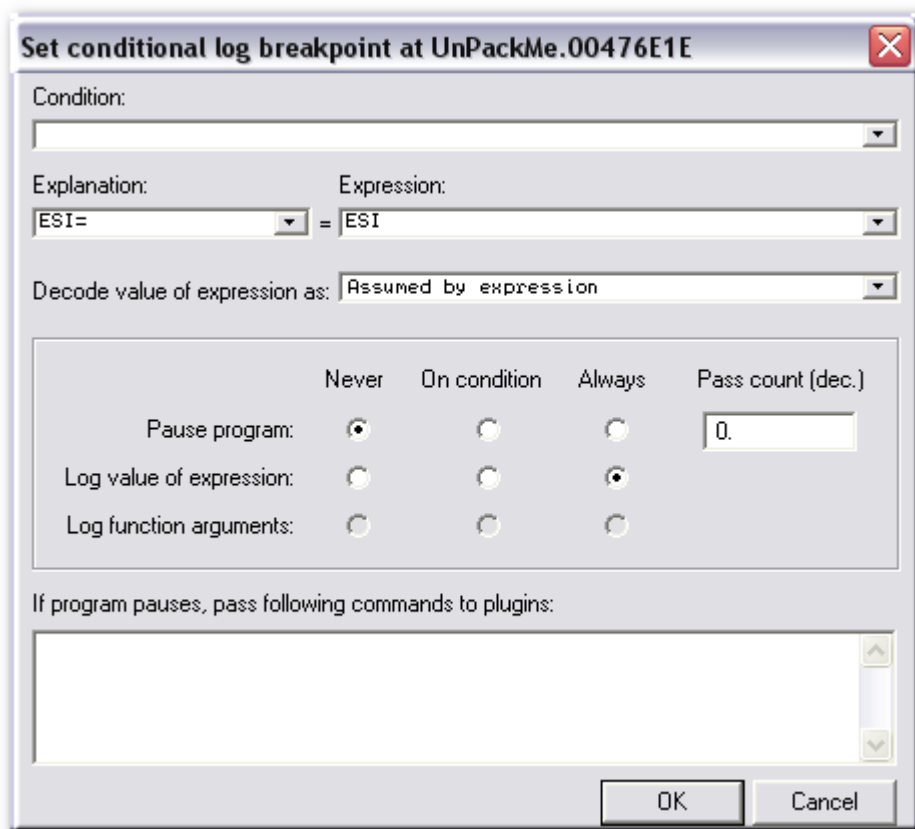 Set conditional log breakpoint at UnPackMe.00476E1E
Condition:
Explanation: Expression:
ESI= = ESI
Decode value of expression as: Assumed by expression
Never On condition Always Pass count (dec.)
Pause program: 0.
Log value of expression:
Log function arguments:
If program pauses, pass following commands to plugins:
OK Cancel